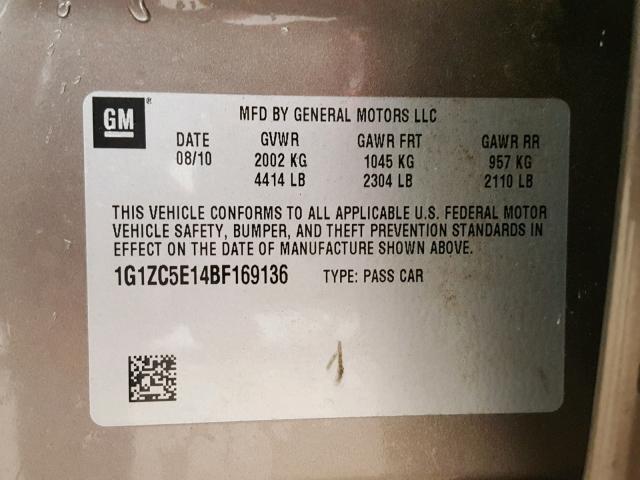 GM ®
MFD BY GENERAL MOTORS LLC
DATE GVWR GAWR FRT GAWR RR
08/10 2002 KG 1045 KG 957 KG
4414 LB 2304 LB 2110 LB
THIS VEHICLE CONFORMS TO ALL APPLICABLE U.S. FEDERAL MOTOR
VEHICLE SAFETY, BUMPER, AND THEFT PREVENTION STANDARDS IN
EFFECT ON THE DATE OF MANUFACTURE SHOWN ABOVE.
1G1ZC5E14BF169136 TYPE: PASS CAR